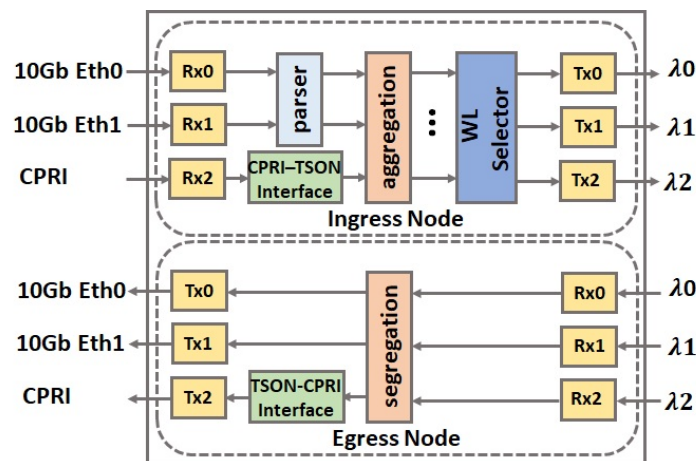 10Gb Eth0
Rx0
Tx0
λ0
10Gb Eth1
Rx1
parser
aggregation
...
WL
Selector
Tx1
λ1
CPRI
Rx2
CPRI–TSON
Interface
Tx2
λ2
Ingress Node
10Gb Eth0
Tx0
Rx0
λ0
10Gb Eth1
Tx1
segregation
Rx1
λ1
CPRI
Tx2
TSON-CPRI
Interface
Rx2
λ2
Egress Node